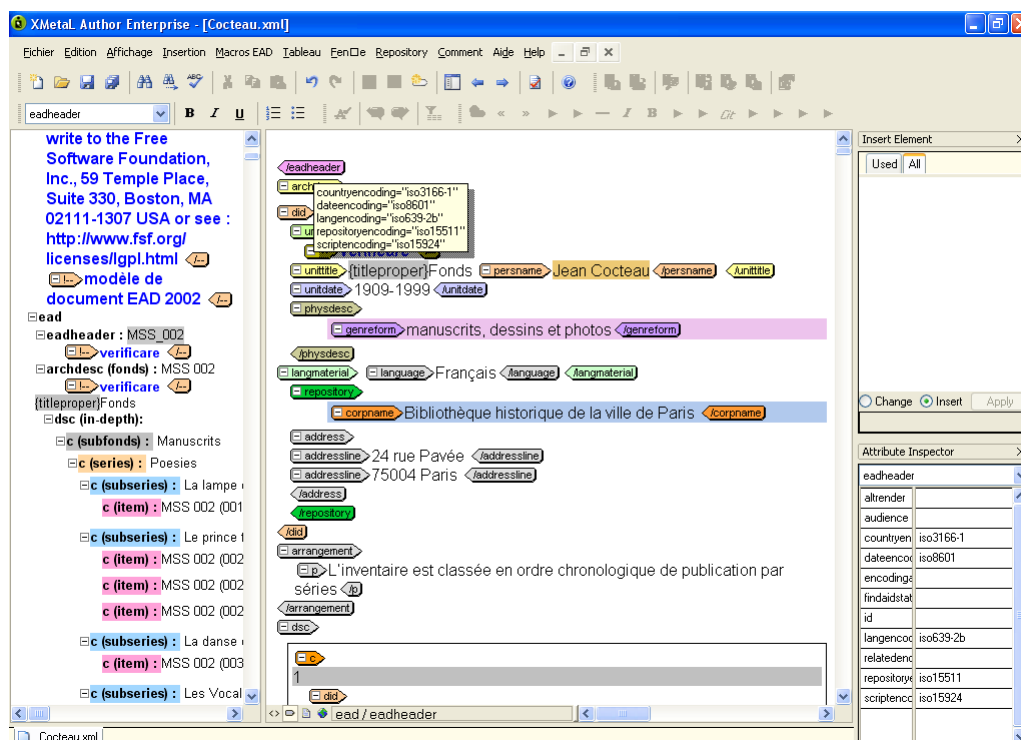 XMetaL Author Enterprise - [Cocteau.xml]
Fichier Edition Affichage Insertion Macros EAD Tableau Fen□e Repository Comment Aide Help
eadheader
B I U
write to the Free
Software Foundation,
Inc., 59 Temple Place,
Suite 330, Boston, MA
02111-1307 USA or see :
http://www.fsf.org/
licenses/lgpl.html
modèle de
document EAD 2002
ead
eadheader : MSS_002
verificare
archdesc (fonds) : MSS 002
verificare
{titleproper}Fonds
dsc (in-depth):
c (subfonds) : Manuscrits
c (series) : Poesies
c (subseries) : La lampe
c (item) : MSS 002 (001
c (subseries) : Le prince f
c (item) : MSS 002 (002
c (item) : MSS 002 (002
c (item) : MSS 002 (002
c (subseries) : La danse
c (item) : MSS 002 (003
c (subseries) : Les Vocal
/eadheader
arch
countryencoding="iso3166-1"
dateencoding="iso8601"
langencoding="iso639-2b"
repositoryencoding="iso15511"
scriptencoding="iso15924"
did
un
verificare
unittitle {titleproper}Fonds persname Jean Cocteau /persname /unittitle
unitdate 1909-1999 /unitdate
physdesc
genreform manuscrits, dessins et photos /genreform
/physdesc
langmaterial language Français /language /langmaterial
repository
corpname Bibliothèque historique de la ville de Paris /corpname
address
addressline 24 rue Pavée /addressline
addressline 75004 Paris /addressline
/address
/repository
/did
arrangement
p L'inventaire est classée en ordre chronologique de publication par
séries /p
/arrangement
dsc
c
1
did
ead / eadheader
Insert Element
Used All
Change Insert Apply
Attribute Inspector
eadheader
altrender
audience
countryen iso3166-1
dateencod iso8601
encodinga
findaidstat
id
langencod iso639-2b
relatedenc
repositorye iso15511
scriptenco iso15924
Cocteau.xml